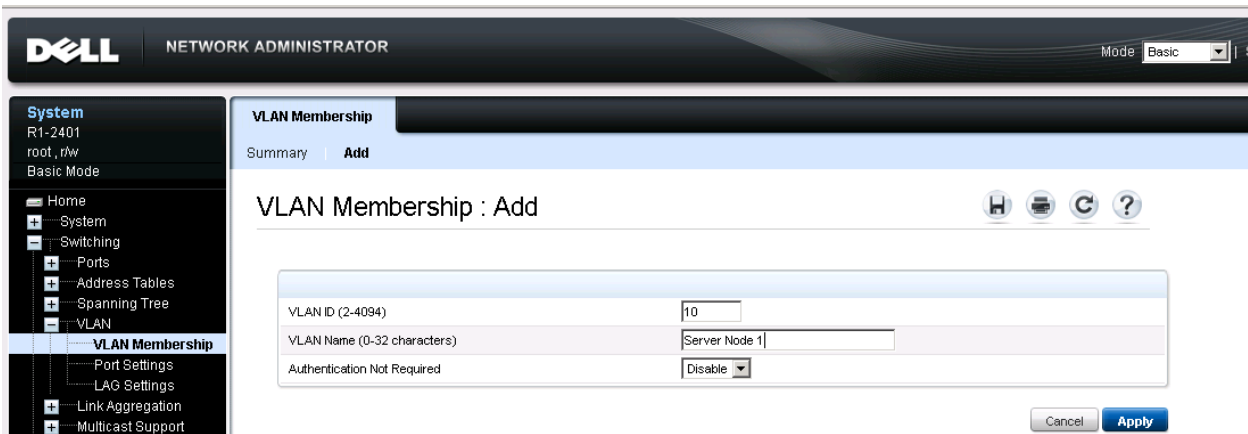 DELL NETWORK ADMINISTRATOR
Mode Basic
System
R1-2401
root, r/w
Basic Mode
Home
System
Switching
Ports
Address Tables
Spanning Tree
VLAN
VLAN Membership
Port Settings
LAG Settings
Link Aggregation
Multicast Support
VLAN Membership
Summary Add
VLAN Membership : Add
VLAN ID (2-4094) 10
VLAN Name (0-32 characters) Server Node 1
Authentication Not Required Disable
Cancel Apply